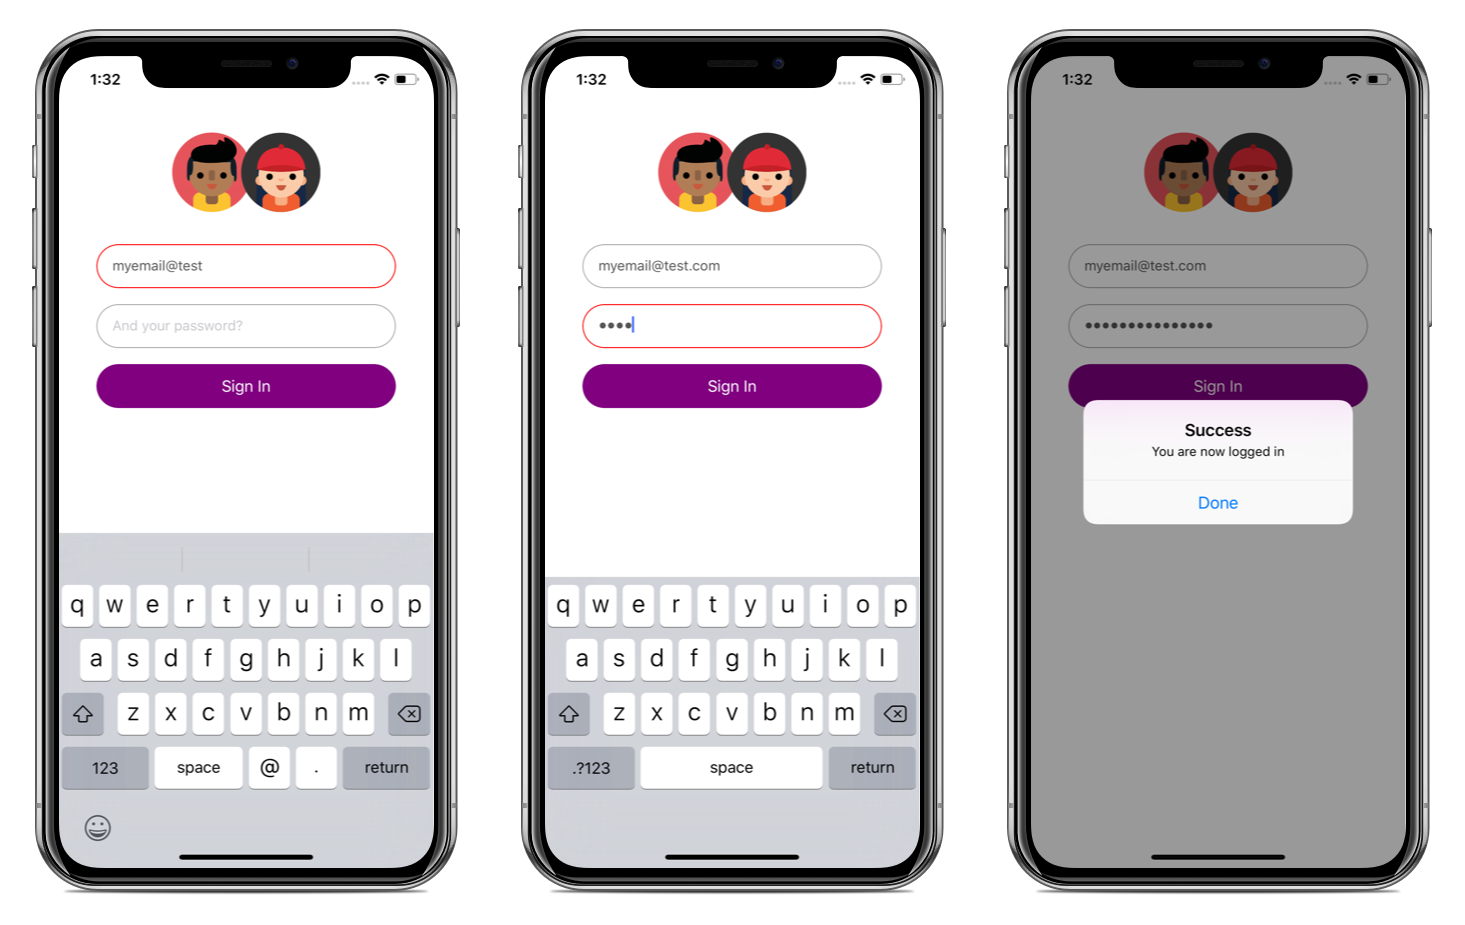 1:32
myemail@test
And your password?
Sign In
q w e r t y u i o p
a s d f g h j k l
z x c v b n m
123 space @ . return
1:32
myemail@test.com
••••
Sign In
q w e r t y u i o p
a s d f g h j k l
z x c v b n m
.?123 space return
1:32
myemail@test.com
•••••••••••••••
Sign In
Success
You are now logged in
Done